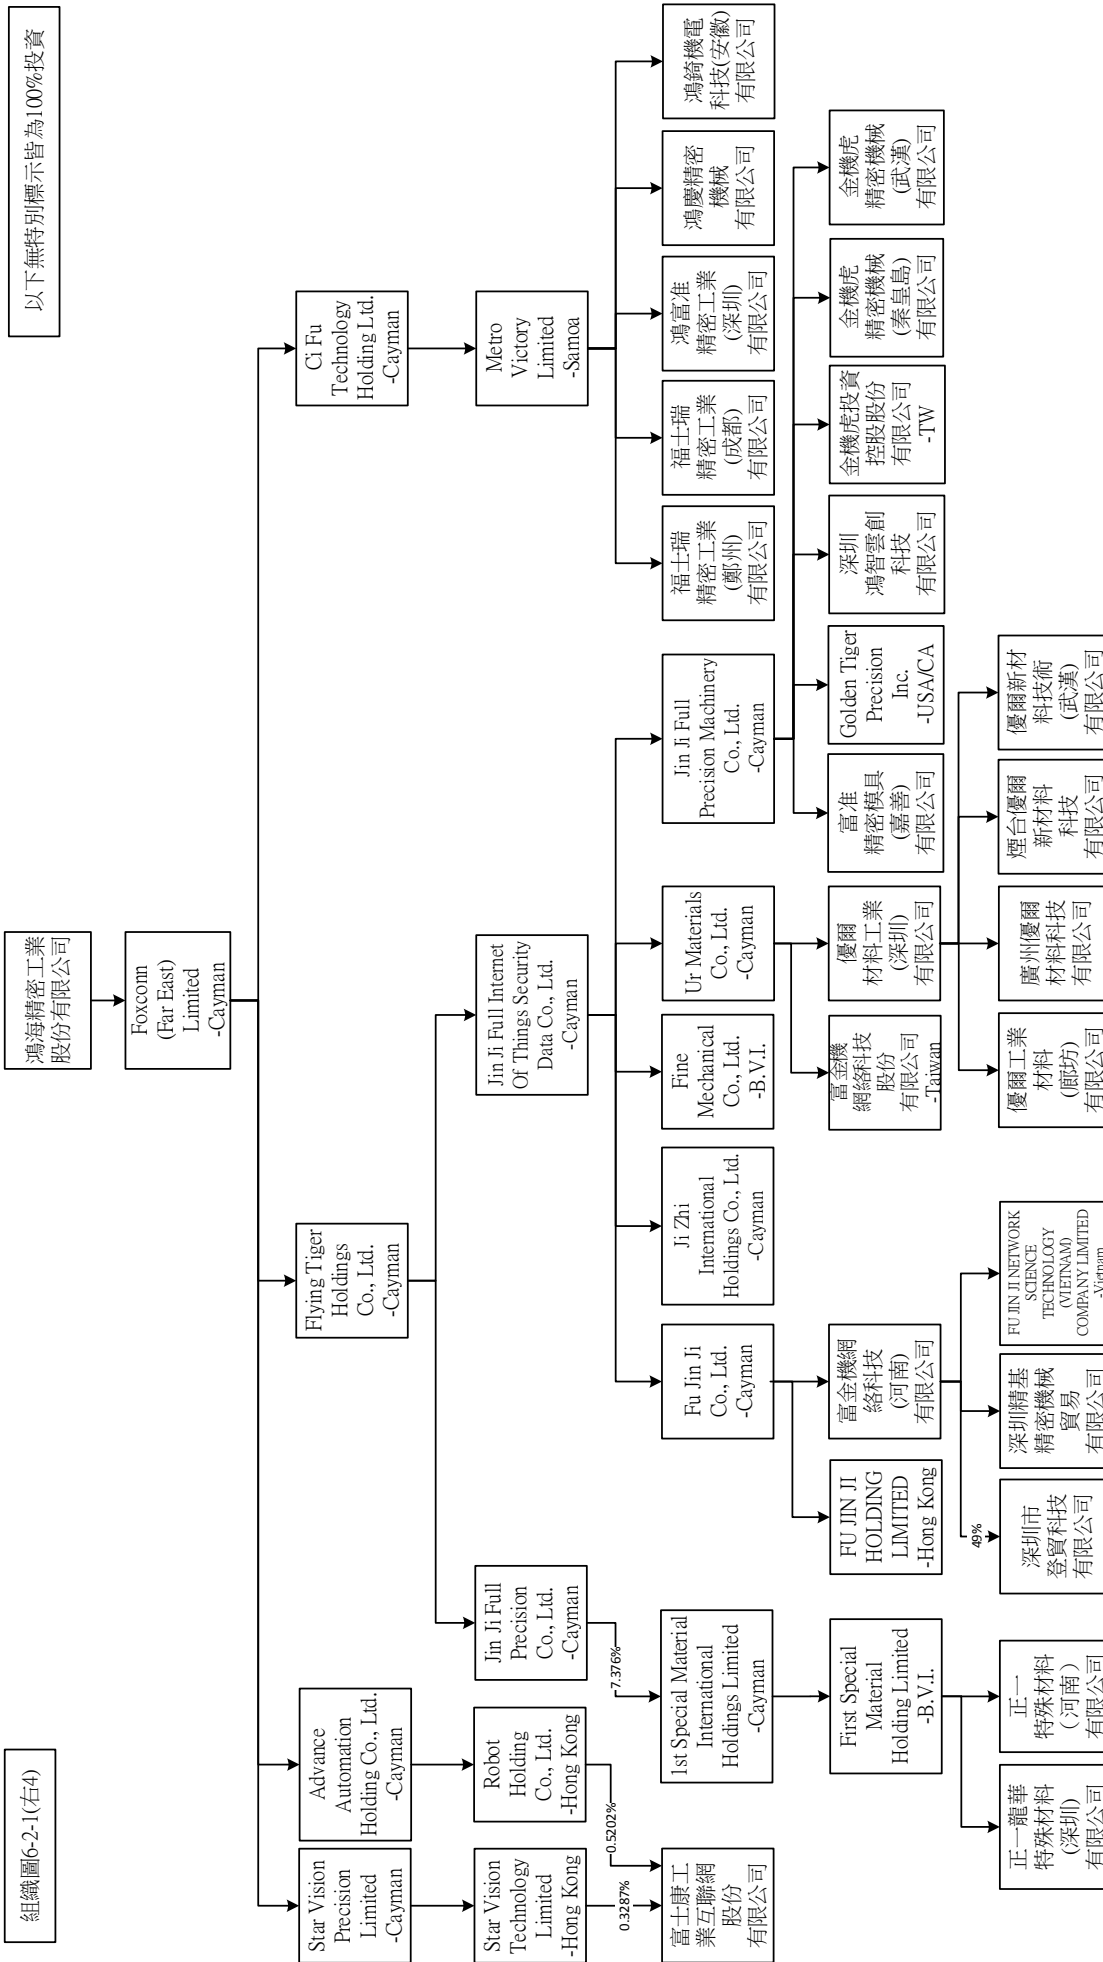 組織圖6-2-1(右4)
以下無特別標示皆為100%投資
鴻海精密工業
股份有限公司
Foxconn
(Far East)
Limited
-Cayman
Star Vision
Precision
Limited
-Cayman
Advance
Automation
Holding Co., Ltd.
-Cayman
Flying Tiger
Holdings
Co., Ltd.
-Cayman
Ci Fu
Technology
Holding Ltd.
-Cayman
Star Vision
Technology
Limited
-Hong Kong
Robot
Holding
Co., Ltd.
-Hong Kong
Jin Ji Full
Precision
Co., Ltd.
-Cayman
Jin Ji Full Internet
Of Things Security
Data Co., Ltd.
-Cayman
Metro
Victory
Limited
-Samoa
0.3287%
0.5202%
7.376%
富士康工
業互聯網
股份
有限公司
1st Special Material
International
Holdings Limited
-Cayman
Fu Jin Ji
Co., Ltd.
-Cayman
Ji Zhi
International
Holdings Co., Ltd.
-Cayman
Fine
Mechanical
Co., Ltd.
-B.V.I.
Ur Materials
Co., Ltd.
-Cayman
Jin Ji Full
Precision Machinery
Co., Ltd.
-Cayman
福士瑞
精密工業
(鄭州)
有限公司
福士瑞
精密工業
(成都)
有限公司
鴻富准
精密工業
(深圳)
有限公司
鴻慶精密
機械
有限公司
鴻錡機電
科技(安徽)
有限公司
First Special
Material
Holding Limited
-B.V.I.
FU JIN JI
HOLDING
LIMITED
-Hong Kong
富金機網
絡科技
(河南)
有限公司
富金機
網絡科技
股份
有限公司
-Taiwan
優爾
材料工業
(深圳)
有限公司
富准
精密模具
(嘉善)
有限公司
Golden Tiger
Precision
Inc.
-USA/CA
深圳
鴻智雲創
科技
有限公司
金機虎投資
控股股份
有限公司
-TW
金機虎
精密機械
(秦皇島)
有限公司
金機虎
精密機械
(武漢)
有限公司
49%
正一龍華
特殊材料
(深圳)
有限公司
正一
特殊材料
(河南)
有限公司
深圳市
登貿科技
有限公司
深圳精基
精密機械
貿易
有限公司
FU JIN JI NETWORK
SCIENCE
TECHNOLOGY
(VIETNAM)
COMPANY LIMITED
-Vietnam
優爾工業
材料
(廊坊)
有限公司
廣州優爾
材料科技
有限公司
煙台優爾
新材料
科技
有限公司
優爾新材
料科技術
(武漢)
有限公司